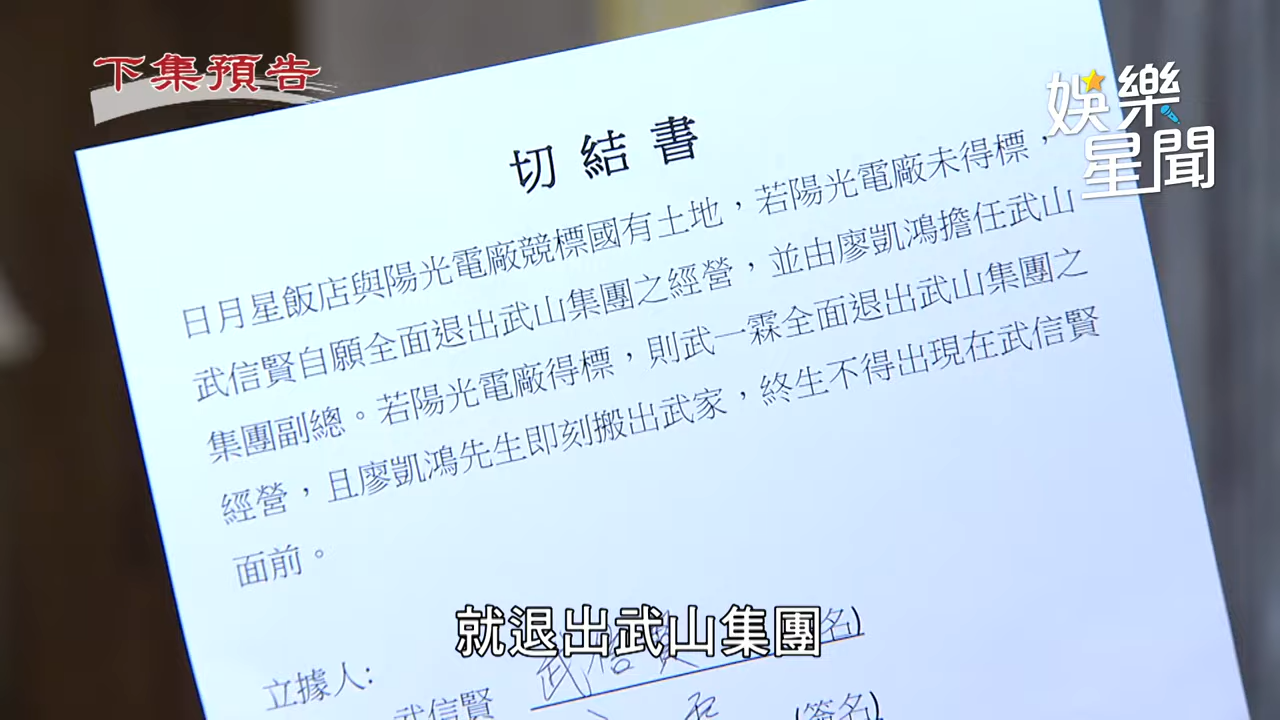 下集預告
娛樂
星聞
切結書
日月星飯店與陽光電廠競標國有土地，若陽光電廠未得標，
武信賢自願全面退出武山集團之經營，並由廖凱鴻擔任武山
集團副總。若陽光電廠得標，則武一霖全面退出武山集團之
經營，且廖凱鴻先生即刻搬出武家，終生不得出現在武信賢
面前。
就退出武山集團
立據人:
武信賢 武信賢 名)
(簽名)